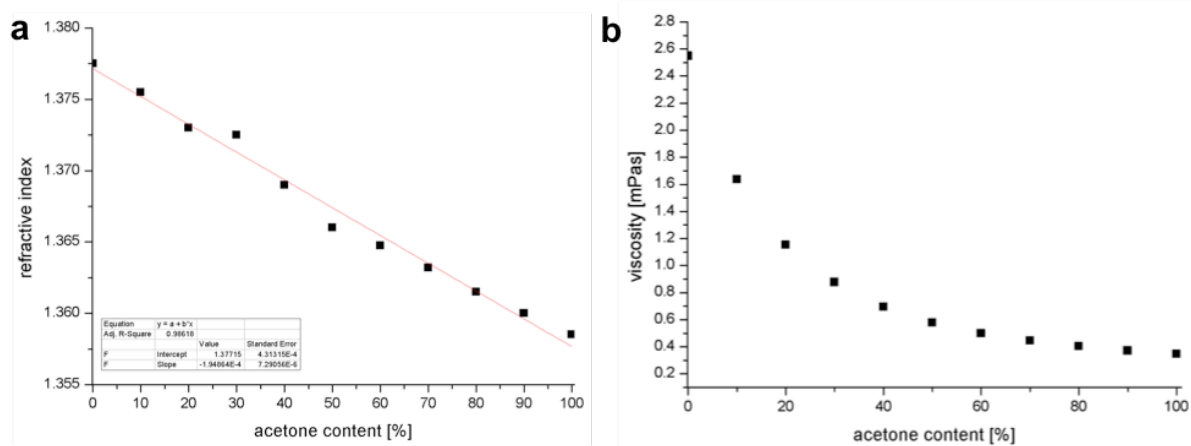 a
1.380
1.375
1.370
1.365
1.360
1.355
refractive index
Equation y = a + b*x
Adj. R-Square 0.98618
Value Standard Error
F Intercept 1.37715 4.31315E-4
F Slope -1.94864E-4 7.29056E-6
0 10 20 30 40 50 60 70 80 90 100
acetone content [%]
b
2.8
2.6
2.4
2.2
2.0
1.8
1.6
1.4
1.2
1.0
0.8
0.6
0.4
0.2
viscosity [mPas]
0 20 40 60 80 100
acetone content [%]